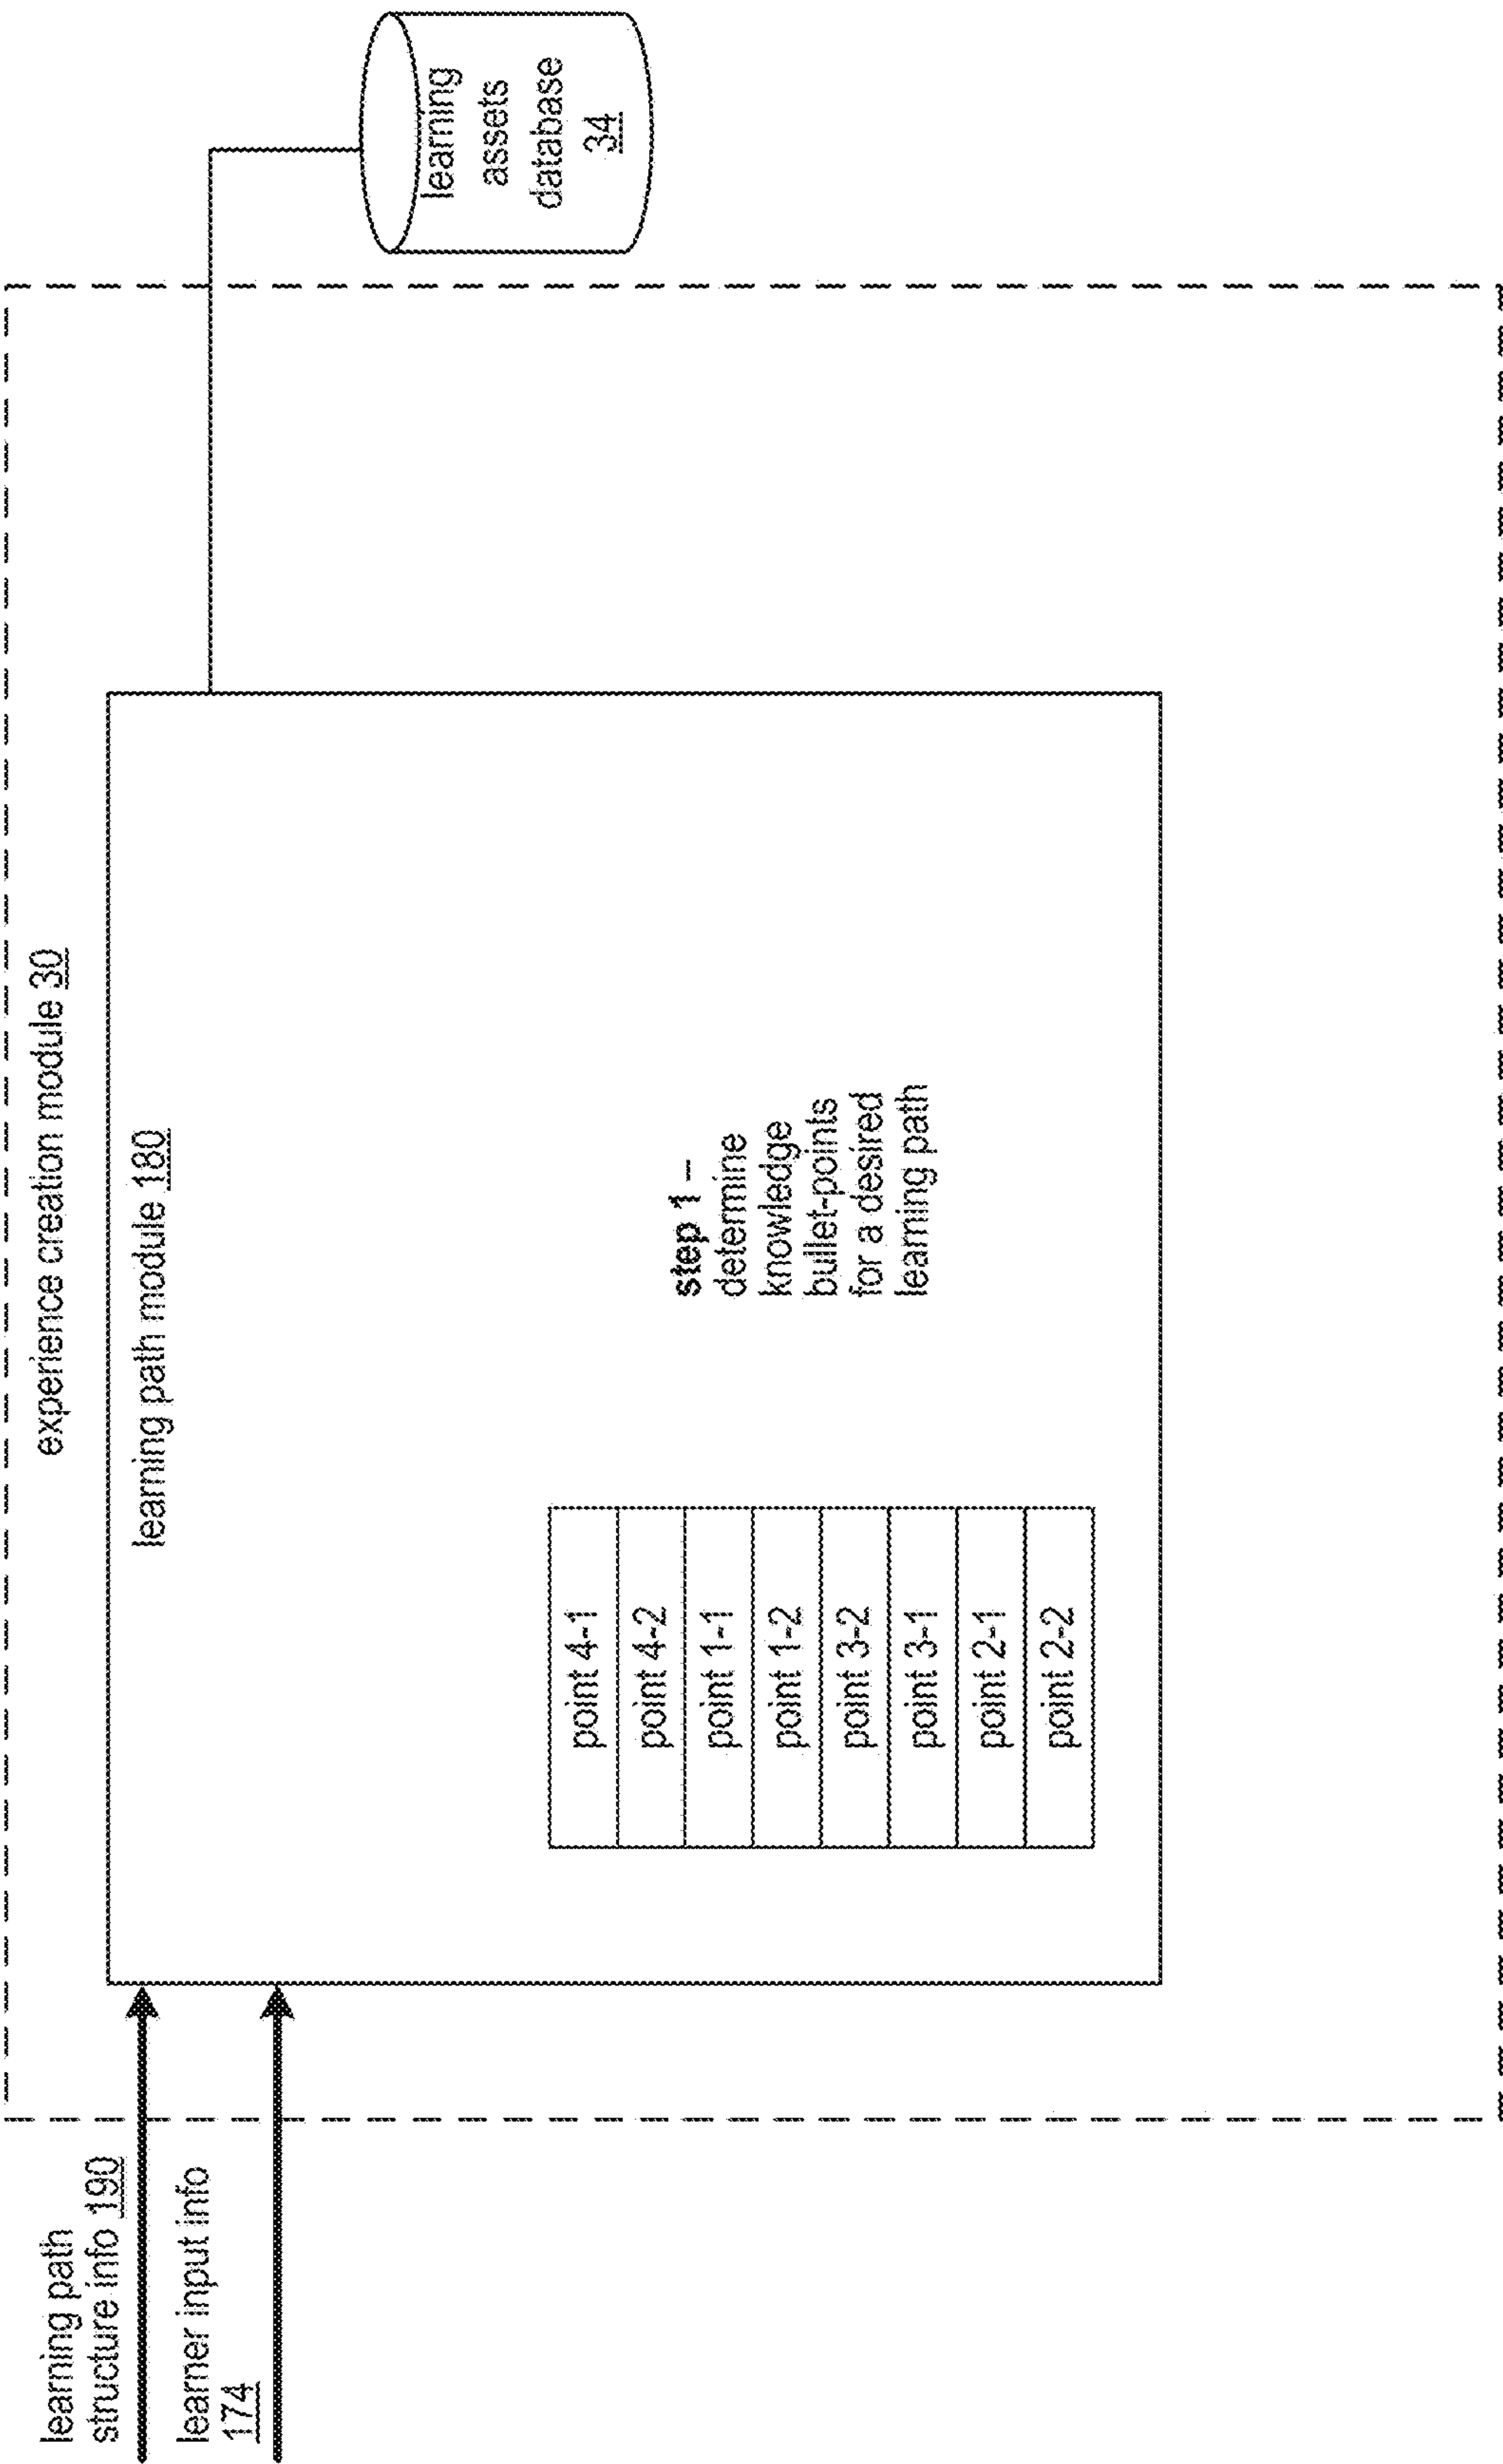 experience creation module 30
learning path
structure info 190
learner input info
174
learning path module 180
point 4-1
point 4-2
point 1-1
point 1-2
point 3-2
point 3-1
point 2-1
point 2-2
step 1 –
determine
knowledge
bullet-points
for a desired
learning path
learning
assets
database
34